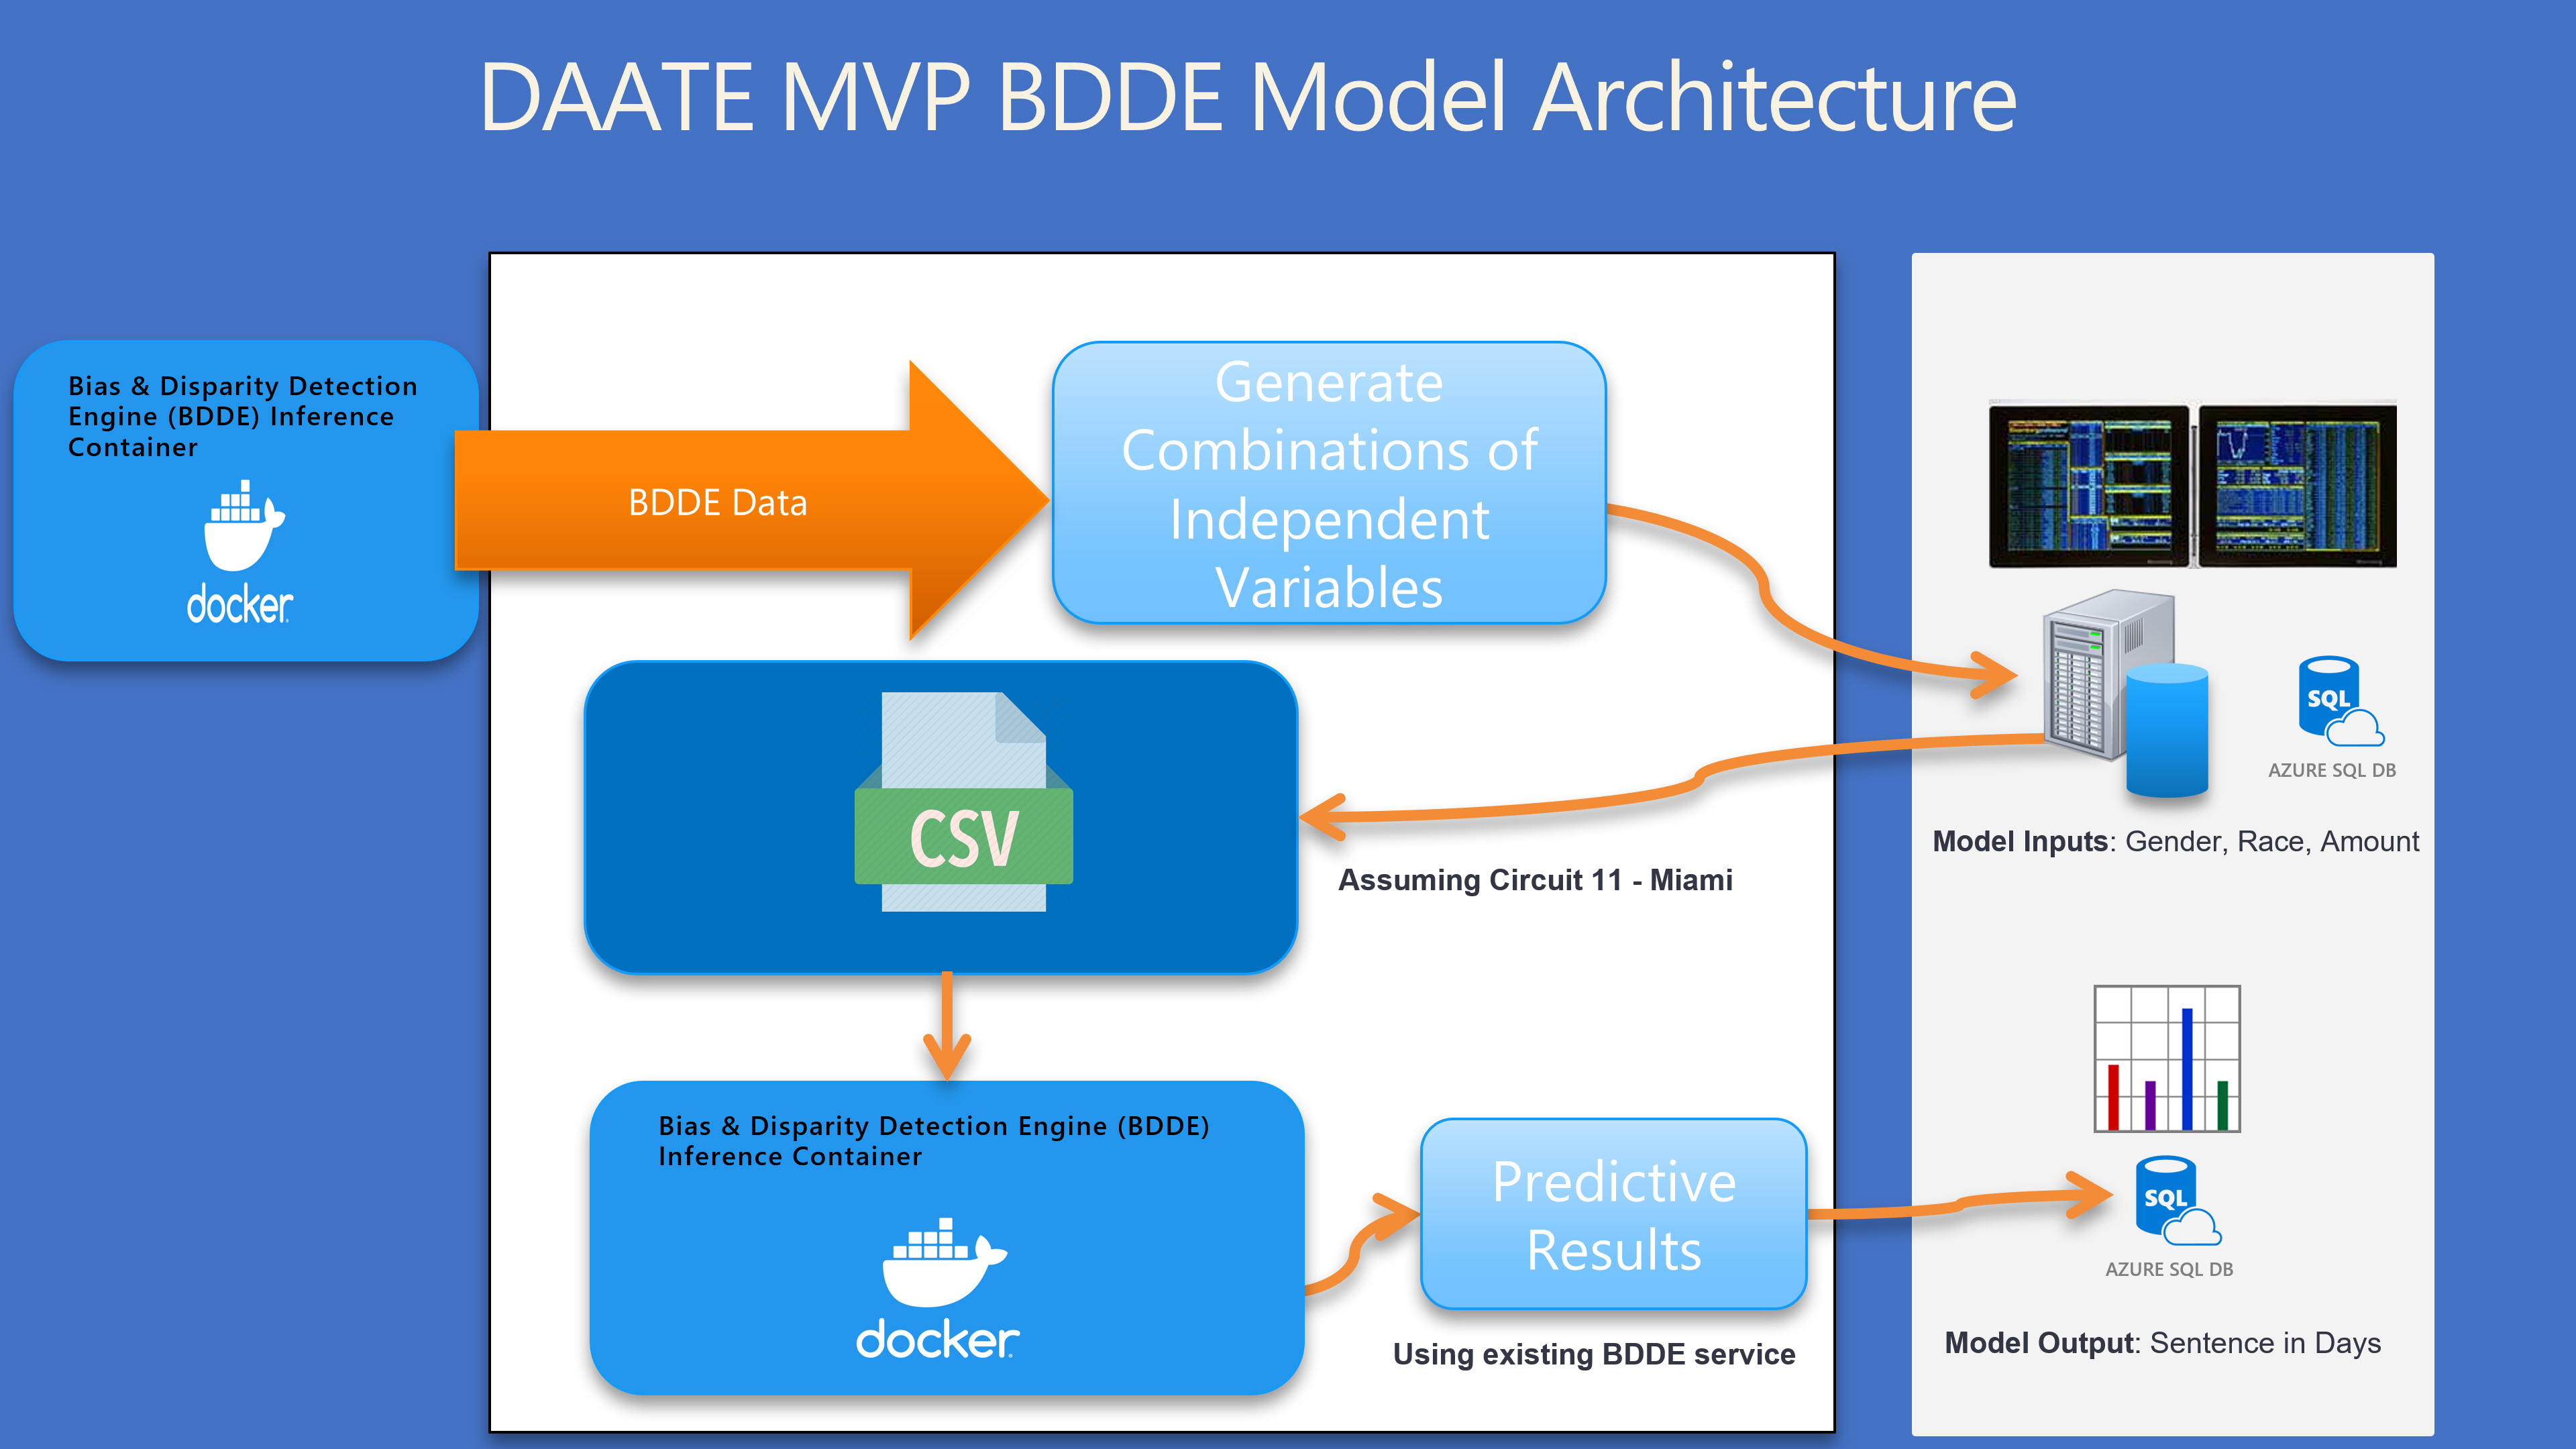 DAATE MVP BDDE Model Architecture
Bias & Disparity Detection
Engine (BDDE) Inference
Container
docker
BDDE Data
Generate
Combinations of
Independent
Variables
SQL
AZURE SQL DB
Model Inputs: Gender, Race, Amount
CSV
Assuming Circuit 11 - Miami
Bias & Disparity Detection Engine (BDDE)
Inference Container
docker
Predictive
Results
Using existing BDDE service
SQL
AZURE SQL DB
Model Output: Sentence in Days